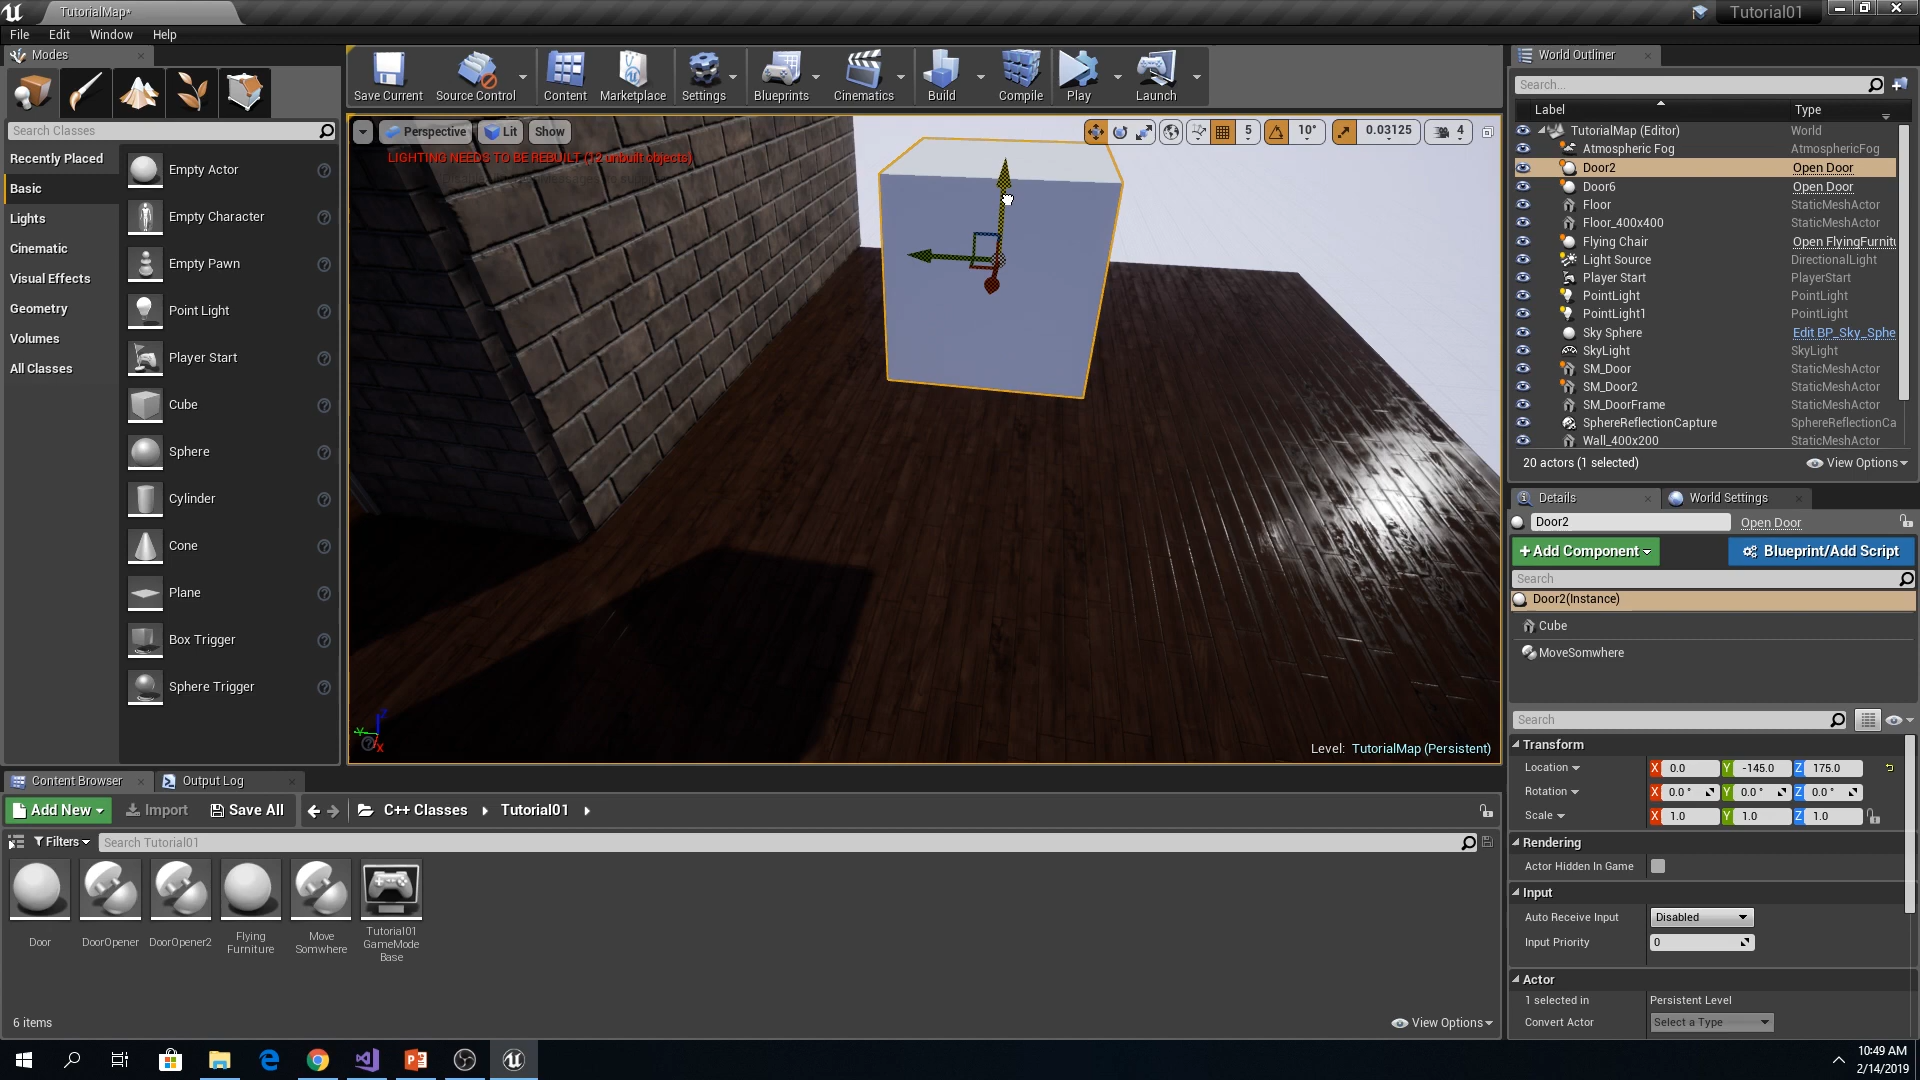 TutorialMap*
Tutorial01
File Edit Window Help
Modes
Save Current
Source Control
Content
Marketplace
Settings
Blueprints
Cinematics
Build
Compile
Play
Launch
Search Classes
Recently Placed
Basic
Lights
Cinematic
Visual Effects
Geometry
Volumes
All Classes
Empty Actor
Empty Character
Empty Pawn
Point Light
Player Start
Cube
Sphere
Cylinder
Cone
Plane
Box Trigger
Sphere Trigger
Perspective Lit Show
5 10° 0.03125 4
LIGHTING NEEDS TO BE REBUILT (12 unbuilt objects)
Level: TutorialMap (Persistent)
World Outliner
Search...
Label Type
TutorialMap (Editor) World
Atmospheric Fog AtmosphericFog
Door2 Open Door
Door6 Open Door
Floor StaticMeshActor
Floor_400x400 StaticMeshActor
Flying Chair Open FlyingFurnitu
Light Source DirectionalLight
Player Start PlayerStart
PointLight PointLight
PointLight1 PointLight
Sky Sphere Edit BP_Sky_Sphe
SkyLight SkyLight
SM_Door StaticMeshActor
SM_Door2 StaticMeshActor
SM_DoorFrame StaticMeshActor
SphereReflectionCapture SphereReflectionCa
Wall_400x200 StaticMeshActor
20 actors (1 selected) View Options
Details World Settings
Door2 Open Door
+Add Component Blueprint/Add Script
Search
Door2(Instance)
Cube
MoveSomwhere
Search
Transform
Location X 0.0 Y -145.0 Z 175.0
Rotation X 0.0 ° Y 0.0 ° Z 0.0 °
Scale X 1.0 Y 1.0 Z 1.0
Rendering
Actor Hidden In Game
Input
Auto Receive Input Disabled
Input Priority 0
Actor
1 selected in Persistent Level
Convert Actor Select a Type
Content Browser Output Log
Add New Import Save All C++ Classes Tutorial01
Filters Search Tutorial01
Door
DoorOpener
DoorOpener2
Flying
Furniture
Move
Somwhere
Tutorial01
GameMode
Base
6 items View Options
10:49 AM
2/14/2019